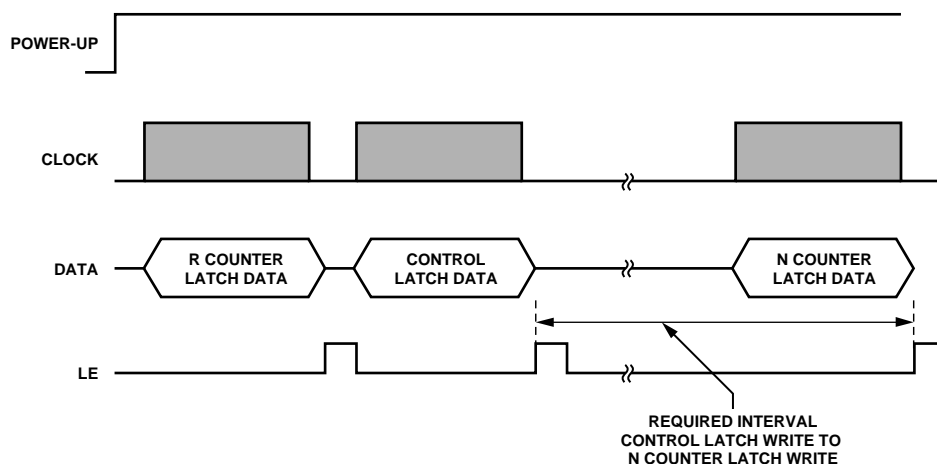 POWER-UP
CLOCK
DATA
R COUNTER
LATCH DATA
CONTROL
LATCH DATA
N COUNTER
LATCH DATA
LE
REQUIRED INTERVAL
CONTROL LATCH WRITE TO
N COUNTER LATCH WRITE